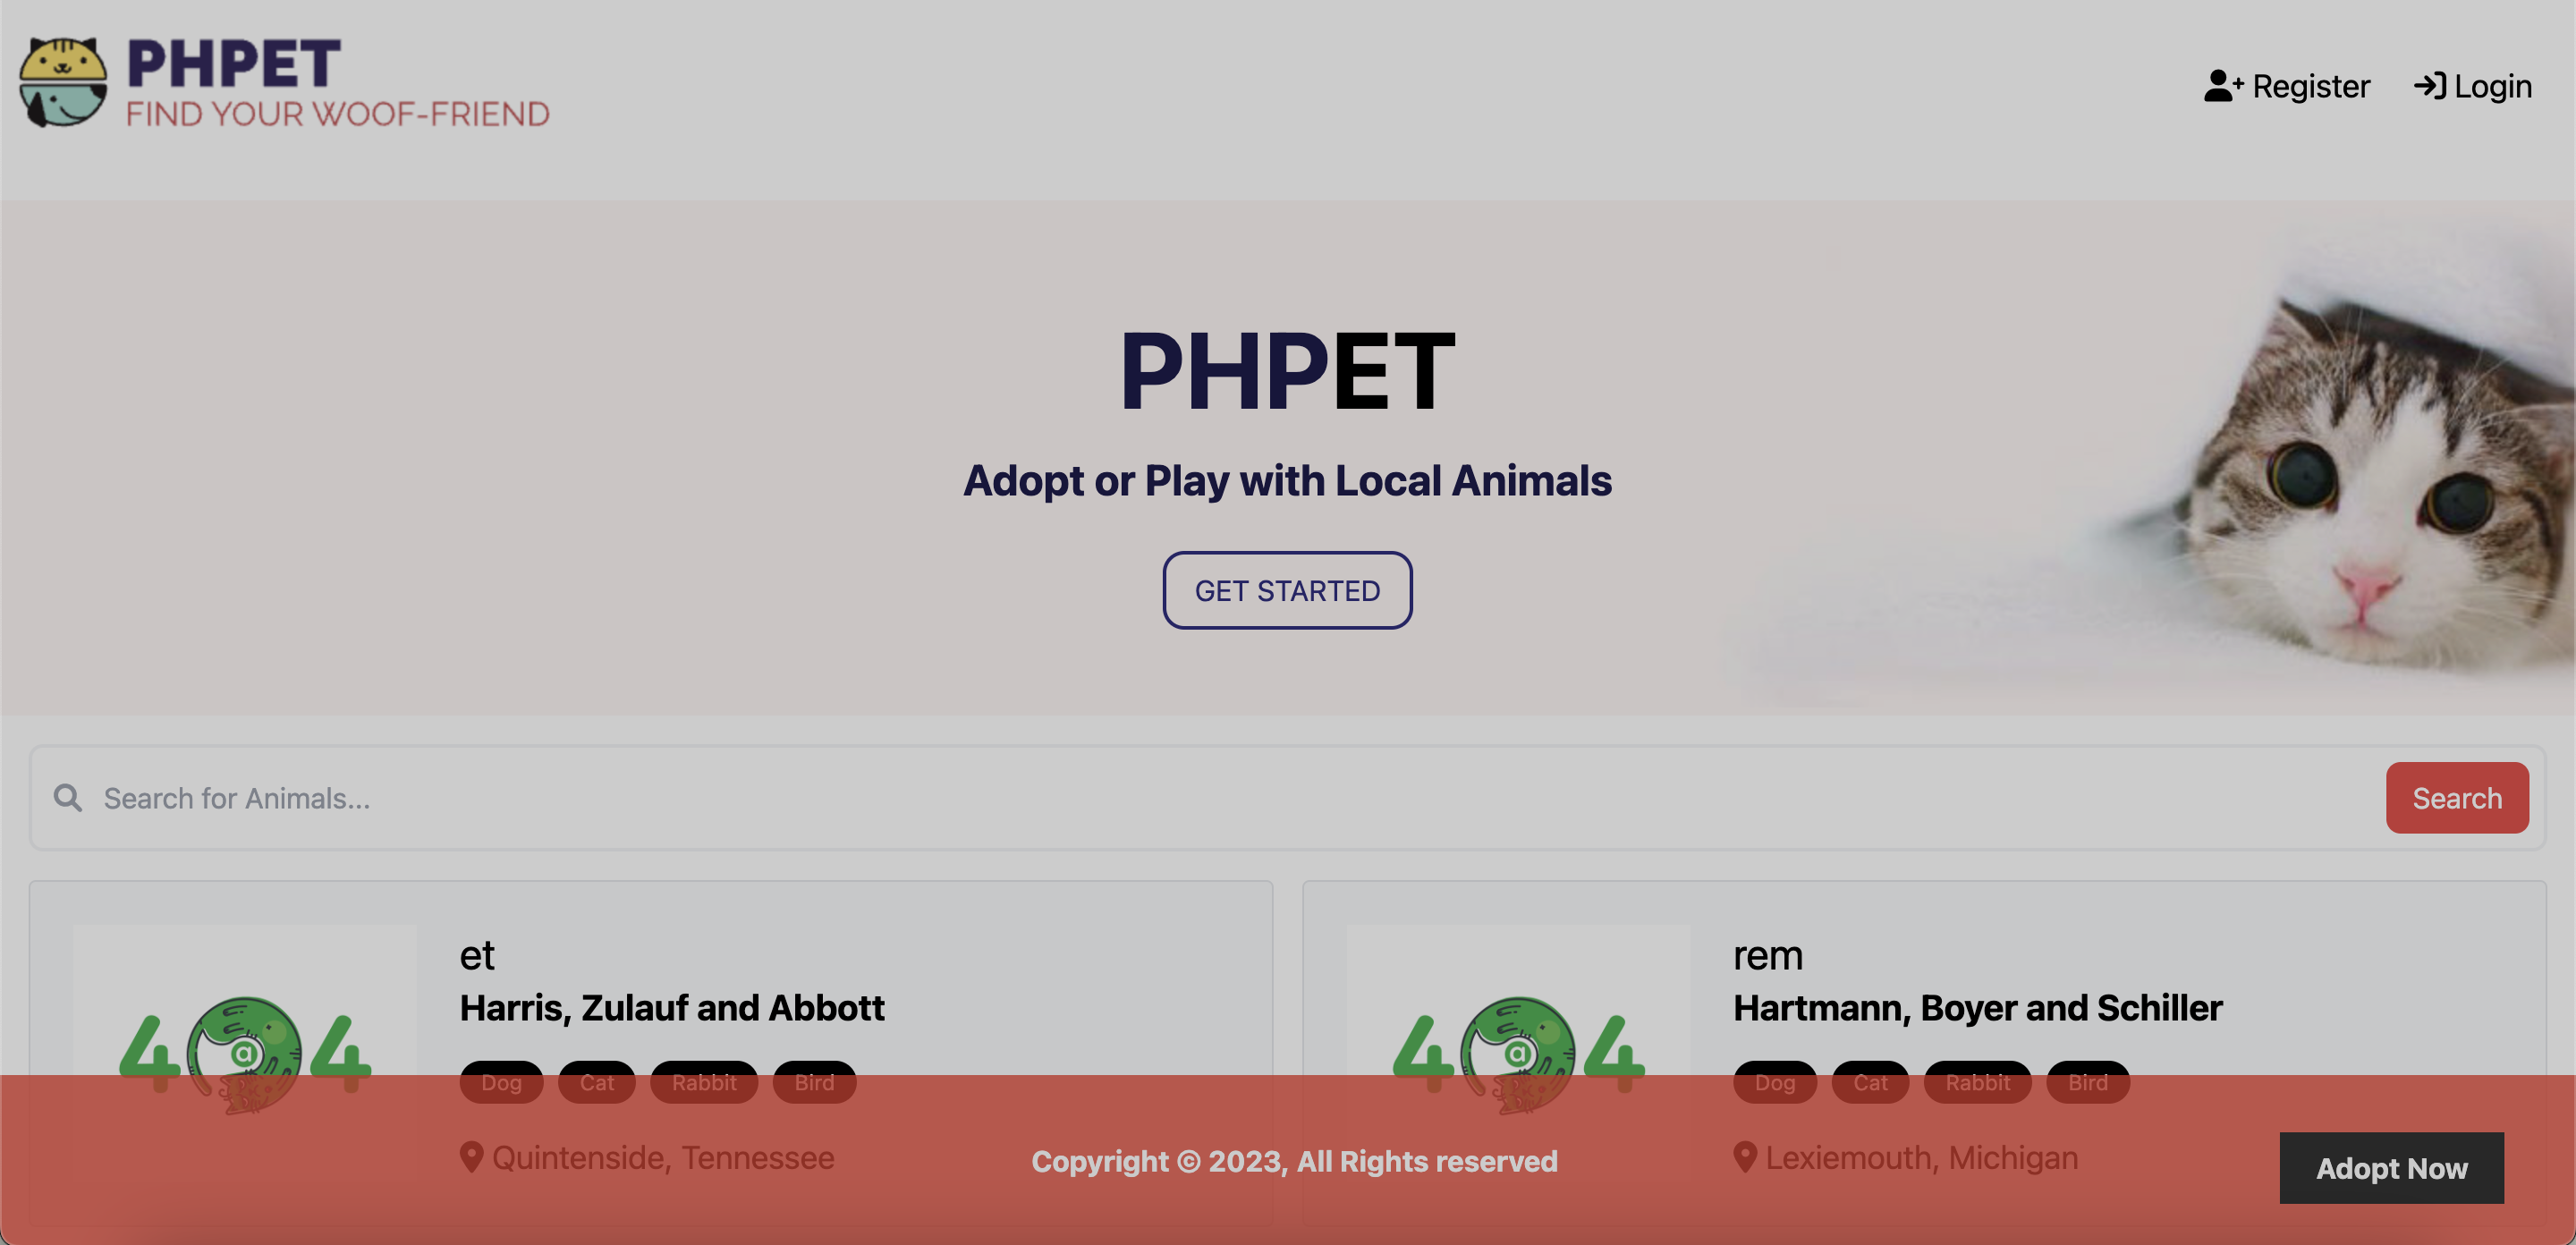 PHPET
FIND YOUR WOOF-FRIEND
Register
Login
PHPET
Adopt or Play with Local Animals
GET STARTED
Search for Animals...
Search
404
et
Harris, Zulauf and Abbott
Dog Cat Rabbit Bird
Quintenside, Tennessee
404
rem
Hartmann, Boyer and Schiller
Dog Cat Rabbit Bird
Lexiemouth, Michigan
Copyright © 2023, All Rights reserved
Adopt Now